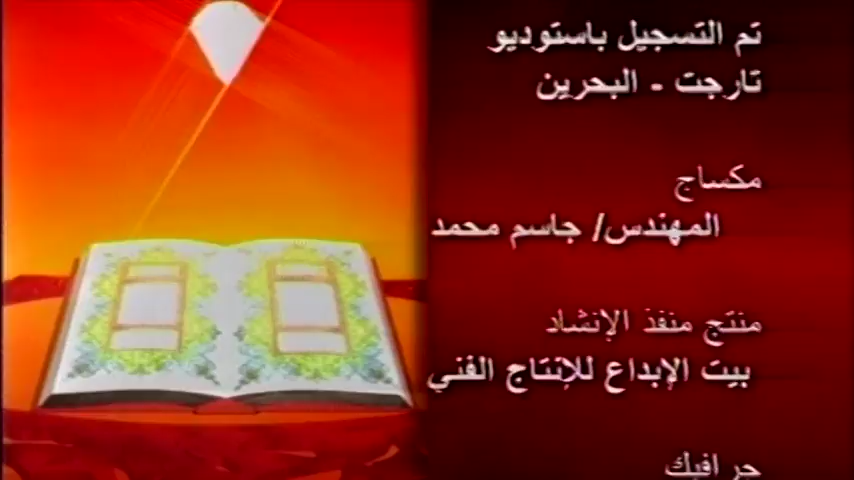 تم التسجيل باستوديو
تارجت - البحرين
مكساج
المهندس/ جاسم محمد
منتج منفذ الإنشاد
بيت الإبداع للإنتاج الفني
جرافيك